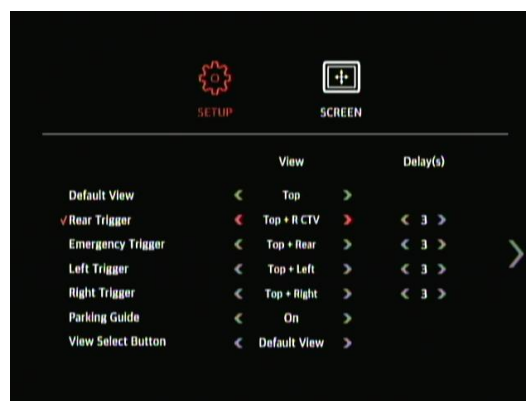 SETUP SCREEN
View Delay(s)
Default View Top
√ Rear Trigger Top + R CTV 3
Emergency Trigger Top + Rear 3
Left Trigger Top + Left 3
Right Trigger Top + Right 3
Parking Guide On
View Select Button Default View